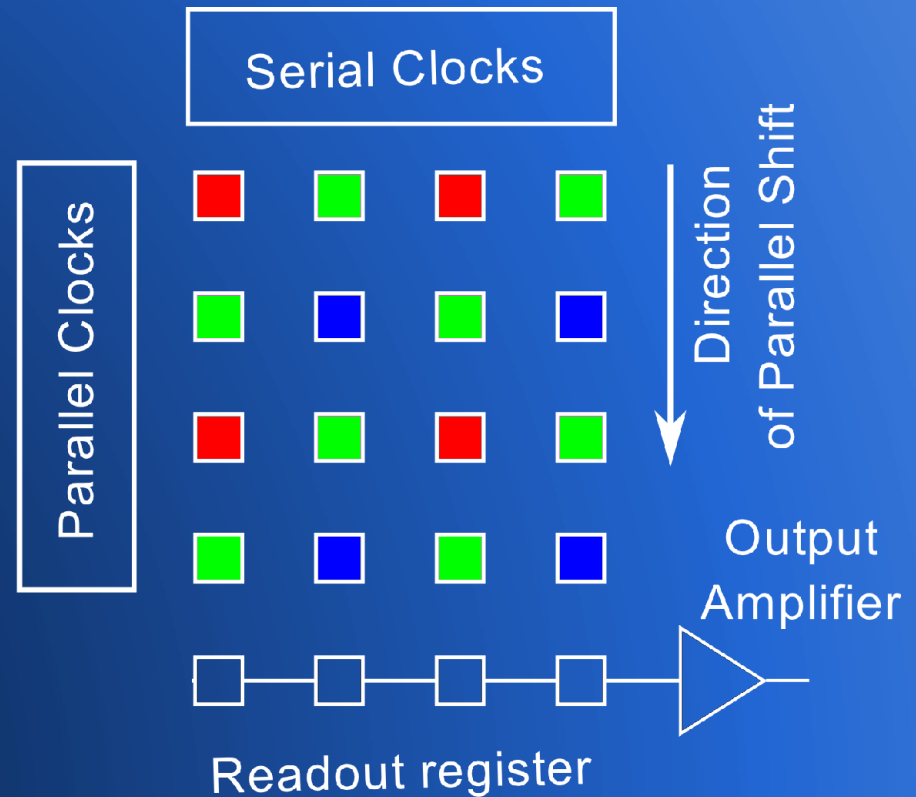 Serial Clocks
Parallel Clocks
Direction
of Parallel Shift
Output
Amplifier
Readout register